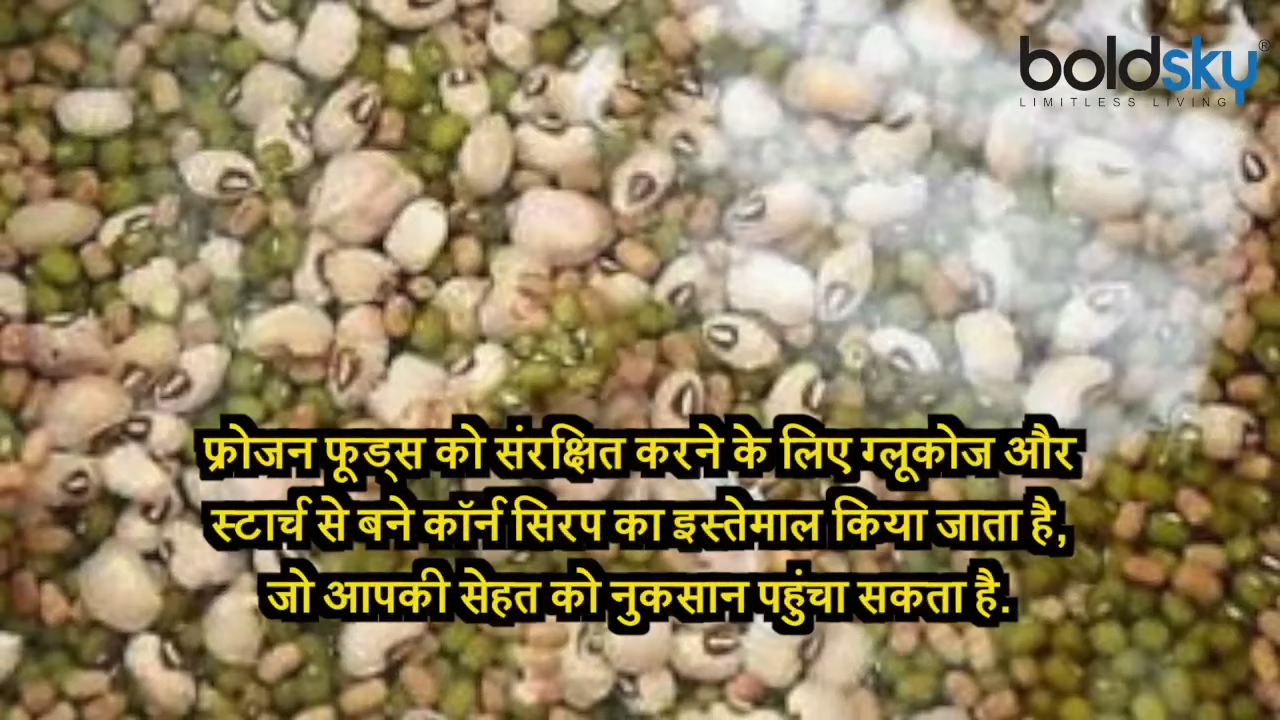 boldsky®
LIMITLESS LIVING
फ्रोजन फूड्स को संरक्षित करने के लिए ग्लूकोज और
स्टार्च से बने कॉर्न सिरप का इस्तेमाल किया जाता है,
जो आपकी सेहत को नुकसान पहुंचा सकता है.